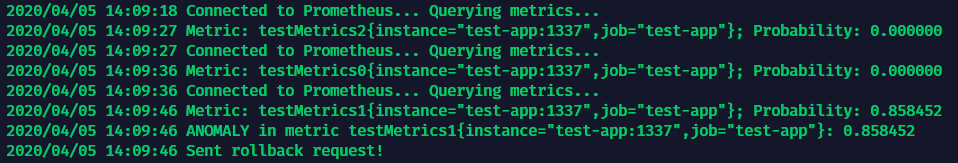 2020/04/05 14:09:18 Connected to Prometheus... Querying metrics...
2020/04/05 14:09:27 Metric: testMetrics2{instance="test-app:1337",job="test-app"}; Probability: 0.000000
2020/04/05 14:09:27 Connected to Prometheus... Querying metrics...
2020/04/05 14:09:36 Metric: testMetrics0{instance="test-app:1337",job="test-app"}; Probability: 0.000000
2020/04/05 14:09:36 Connected to Prometheus... Querying metrics...
2020/04/05 14:09:46 Metric: testMetrics1{instance="test-app:1337",job="test-app"}; Probability: 0.858452
2020/04/05 14:09:46 ANOMALY in metric testMetrics1{instance="test-app:1337",job="test-app"}: 0.858452
2020/04/05 14:09:46 Sent rollback request!